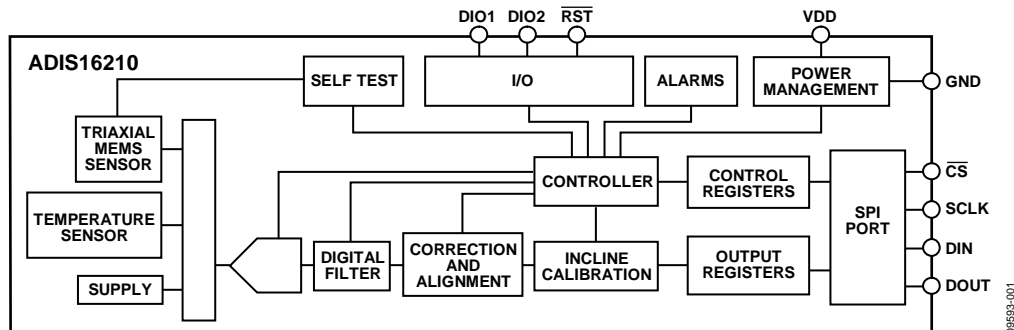 DIO1 DIO2 RST VDD
ADIS16210
SELF TEST
I/O
ALARMS
POWER
MANAGEMENT
GND
TRIAXIAL
MEMS
SENSOR
CONTROLLER
CONTROL
REGISTERS
SPI
PORT
CS
SCLK
TEMPERATURE
SENSOR
DIGITAL
FILTER
CORRECTION
AND
ALIGNMENT
INCLINE
CALIBRATION
OUTPUT
REGISTERS
DIN
DOUT
SUPPLY
09593-001